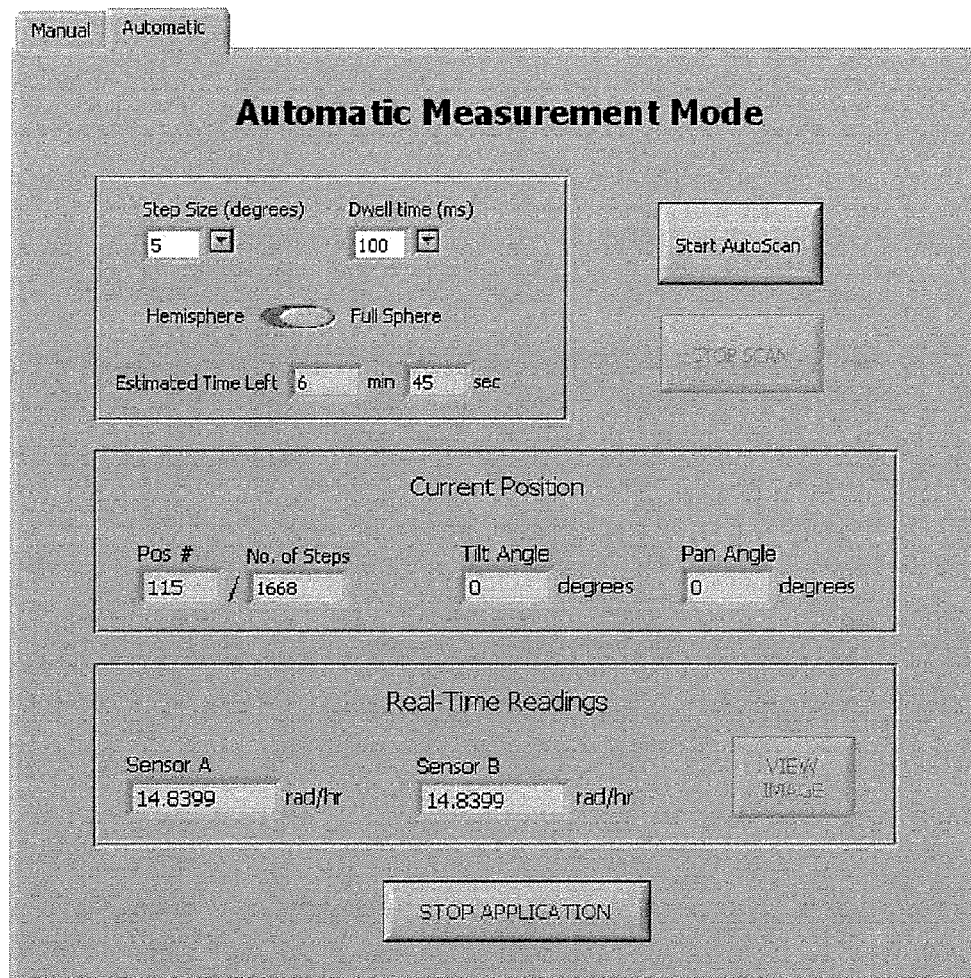 Manual Automatic
Automatic Measurement Mode
Step Size (degrees) Dwell time (ms)
5 100
Start AutoScan
Hemisphere Full Sphere
STOP SCAN
Estimated Time Left 6 min 45 sec
Current Position
Pos # No. of Steps Tilt Angle Pan Angle
115 / 1668 0 degrees 0 degrees
Real-Time Readings
Sensor A Sensor B
14.8399 rad/hr 14.8399 rad/hr
VIEW
IMAGE
STOP APPLICATION